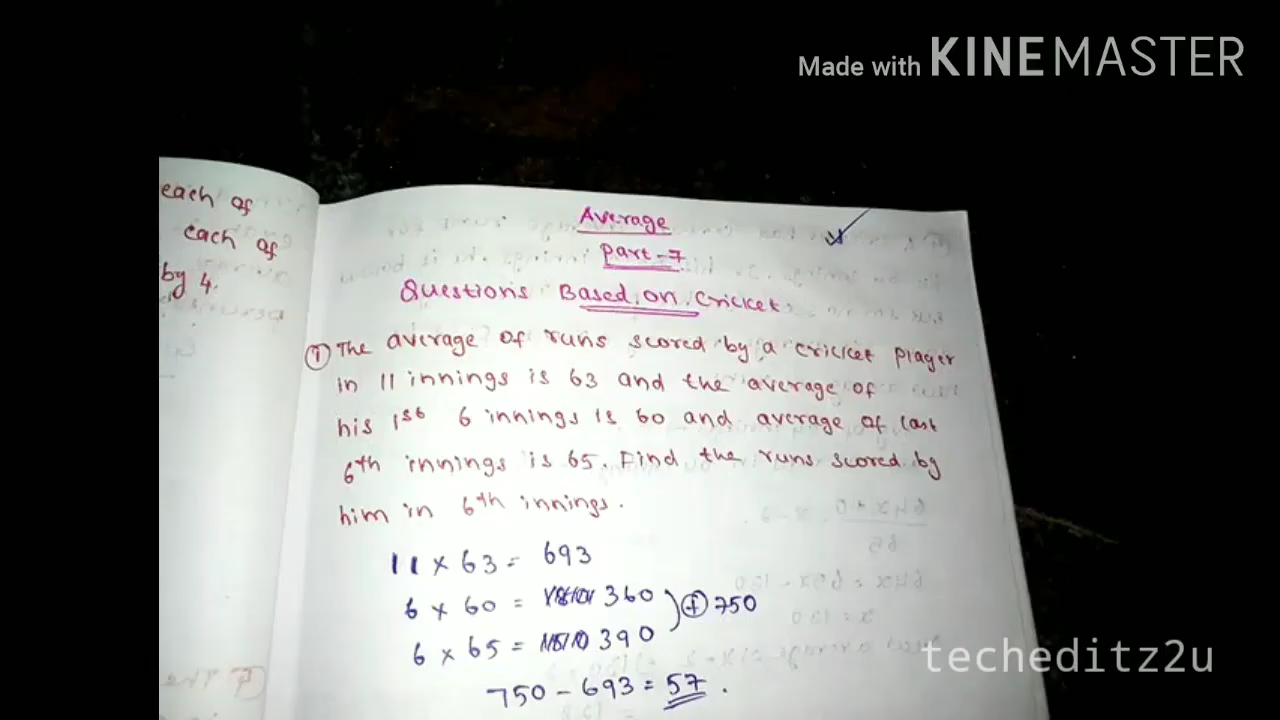 Made with KINEMASTER
each of
each of
by 4.
Average
Part-7
Questions Based on Cricket
1 The average of runs scored by a cricket player
in 11 innings is 63 and the average of
his 1st 6 innings is 60 and average of last
6th innings is 65. Find the runs scored by
him in 6th innings.
11 × 63 = 693
6 × 60 = 360
6 × 65 = 390
+ 750
750 - 693 = 57.
techeditz2u